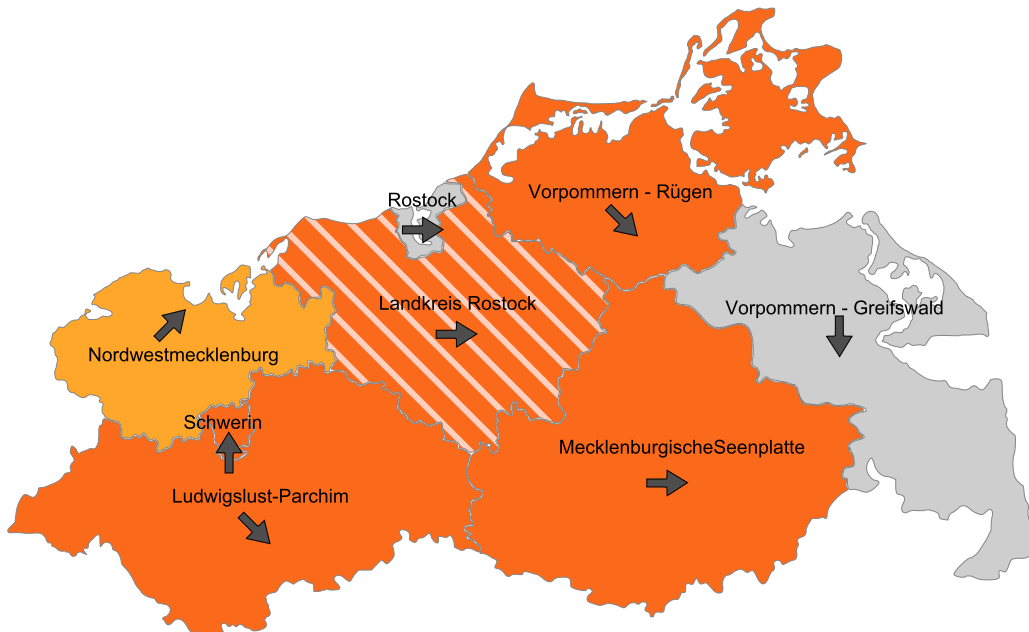 Vorpommern - Rügen
Rostock
Landkreis Rostock
Vorpommern - Greifswald
Nordwestmecklenburg
Schwerin
MecklenburgischeSeenplatte
Ludwigslust-Parchim